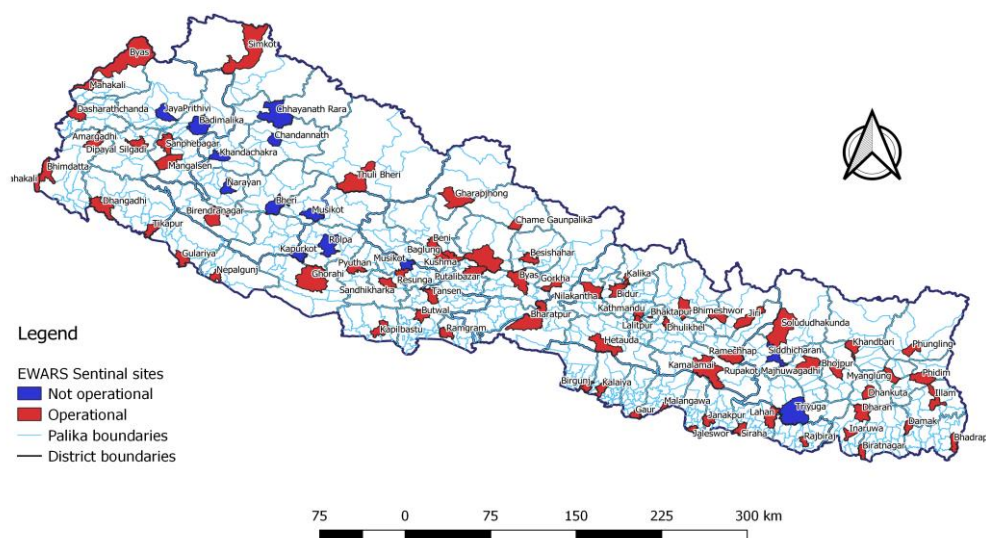 Simkot
Byas
Mahakali
Dasharathchanda
JayaPrithivi
Chhayanath Rara
Badimalika
Amargadhi
Sanphebagar
Chandannath
Dipayal Silgadi
Khandachakra
Mangalsen
Bhimdatta
Thuli Bheri
ahakali
Narayan
Gharapjhong
Dhangadhi
Bheri
Birendranagar
Musikot
Chame Gaunpalika
Tikapur
Rolpa
Beni
Kapurkot
Baglung
Besishahar
Gulariya
Pyuthan
Musikot
Kushma
Nepalgunj
Ghorahi
Resunga
Putalibazar
Byas
Gorkha
Kalika
Sandhikharka
Tansen
Nilakantha
Bidur
Butwal
Bharatpur
Kathmandu
Bhaktapur
Bhimeshwor
Jiri
Solududhakunda
Kapilbastu
Ramgram
Lalitpur
Dhulikhel
Hetauda
Ramechhap
Siddhicharan
Khandbari
Phungling
Kamalamai
Rupakot
Majhuwagadhi
Bhojpur
Myanglung
Phidim
Birgunj
Kalaiya
Dhankuta
Illam
Malangawa
Triyuga
Gaur
Janakpur
Lahan
Dharan
Damak
Jaleswor
Siraha
Rajbiraj
Inaruwa
Biratnagar
Bhadrap
Legend
EWARS Sentinal sites
Not operational
Operational
Palika boundaries
District boundaries
75 0 75 150 225 300 km